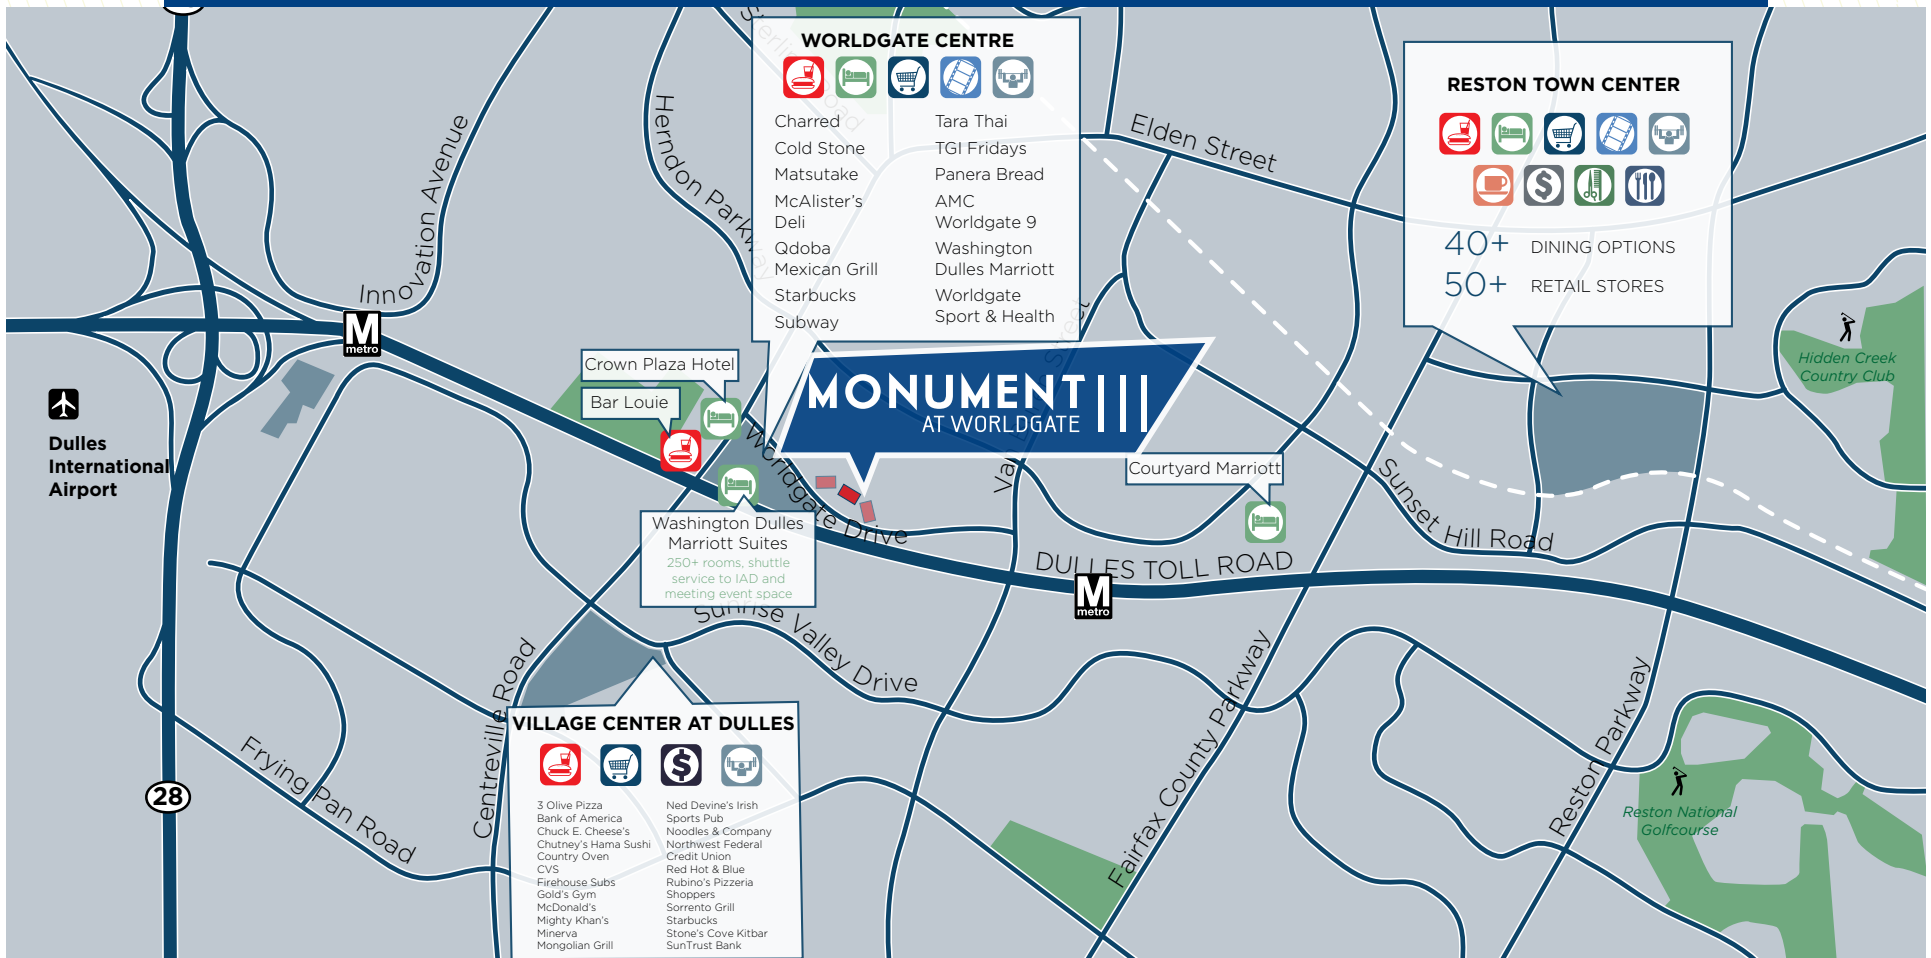 WORLDGATE CENTRE
Charred
Cold Stone
Matsutake
McAlister's
Deli
Qdoba
Mexican Grill
Starbucks
Subway
Tara Thai
TGI Fridays
Panera Bread
AMC
Worldgate 9
Washington
Dulles Marriott
Worldgate
Sport & Health
RESTON TOWN CENTER
$
40+ DINING OPTIONS
50+ RETAIL STORES
Innovation Avenue
Herndon Parkway
Elden Street
M
metro
Dulles
International
Airport
Crown Plaza Hotel
Bar Louie
MONUMENT III
AT WORLDGATE
Hidden Creek
Country Club
Worldgate Drive
Courtyard Marriott
Sunset Hill Road
Washington Dulles
Marriott Suites
250+ rooms, shuttle
service to IAD and
meeting event space
DULLES TOLL ROAD
M
metro
Sunrise Valley Drive
Centreville Road
Fairfax County Parkway
Reston Parkway
Frying Pan Road
28
Reston National
Golfcourse
VILLAGE CENTER AT DULLES
$
3 Olive Pizza
Bank of America
Chuck E. Cheese's
Chutney's Hama Sushi
Country Oven
CVS
Firehouse Subs
Gold's Gym
McDonald's
Mighty Khan's
Minerva
Mongolian Grill
Ned Devine's Irish
Sports Pub
Noodles & Company
Northwest Federal
Credit Union
Red Hot & Blue
Rubino's Pizzeria
Shoppers
Sorrento Grill
Starbucks
Stone's Cove Kitbar
SunTrust Bank